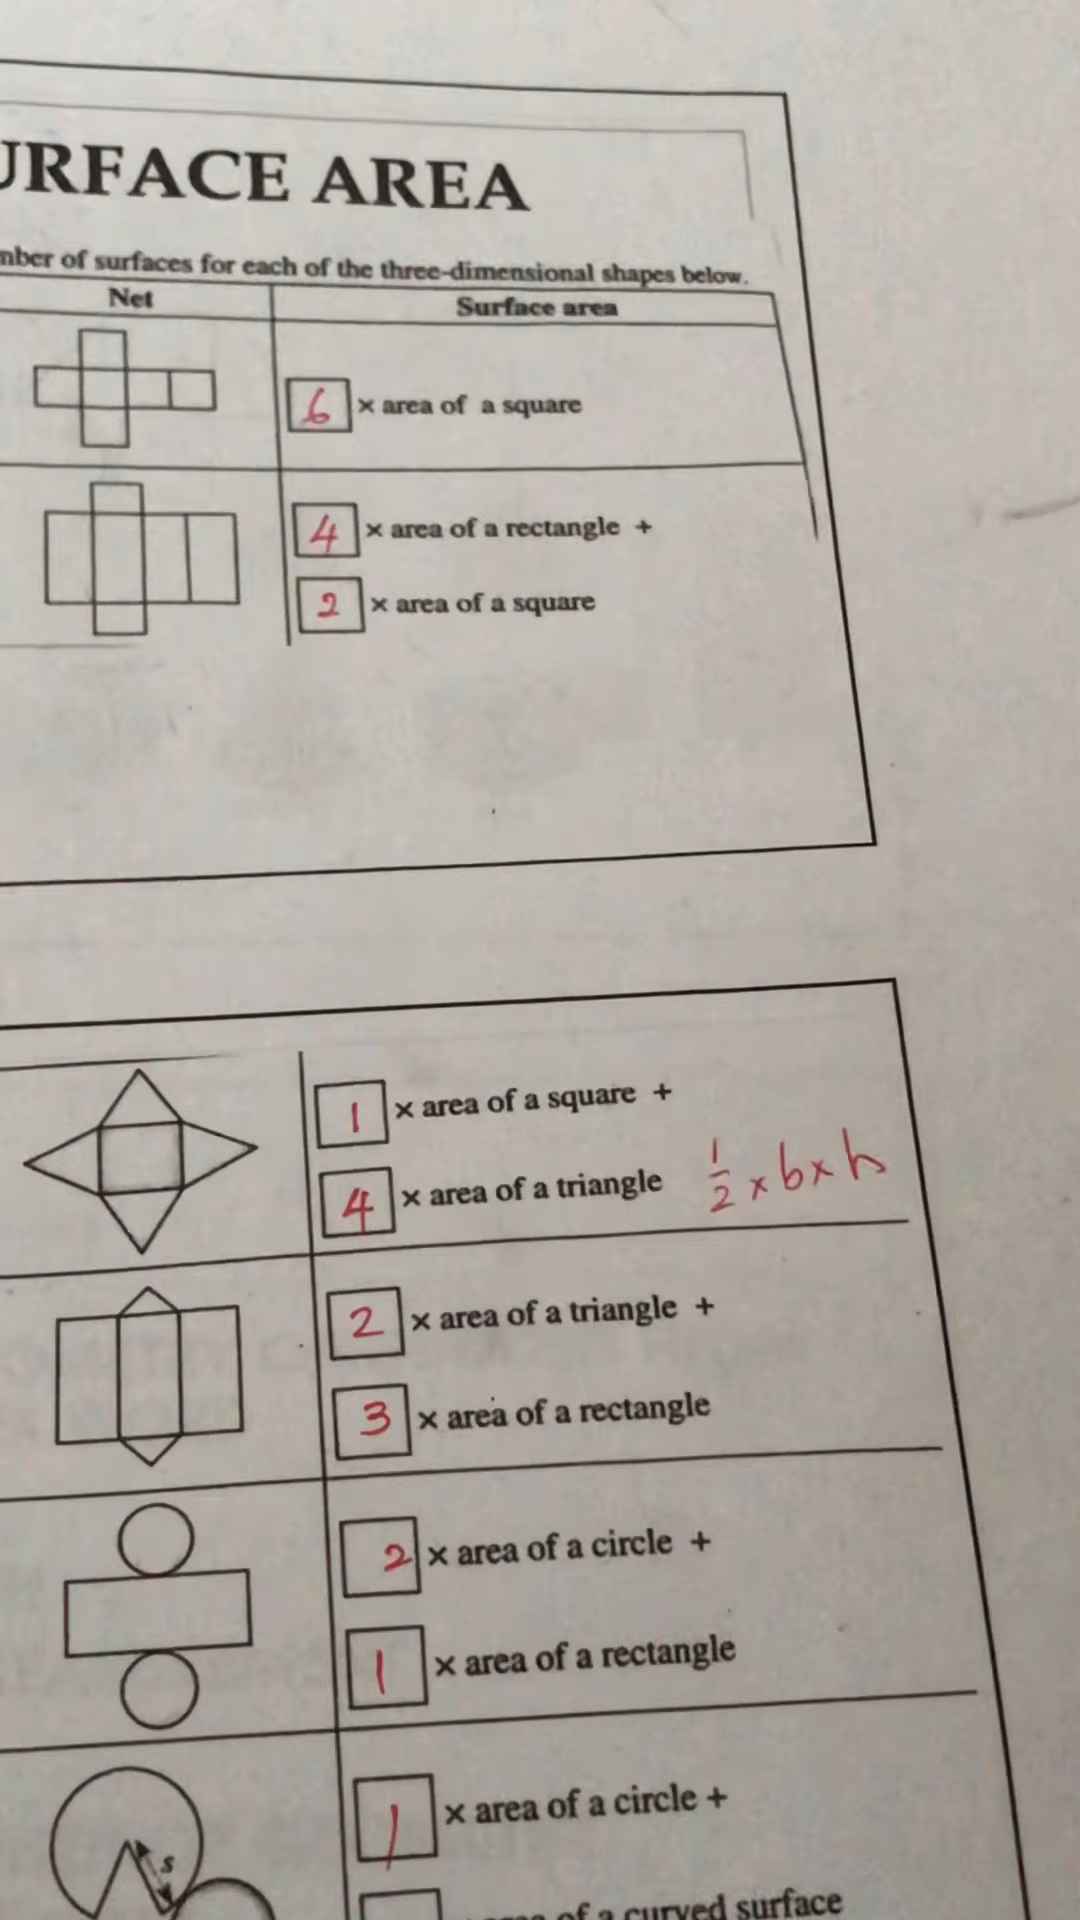 URFACE AREA
mber of surfaces for each of the three-dimensional shapes below.
Net Surface area
6 × area of a square
4 × area of a rectangle +
2 × area of a square
1 × area of a square +
4 × area of a triangle 1/2 × b × h
2 × area of a triangle +
3 × area of a rectangle
2 × area of a circle +
1 × area of a rectangle
1 × area of a circle +
s
of a curved surface